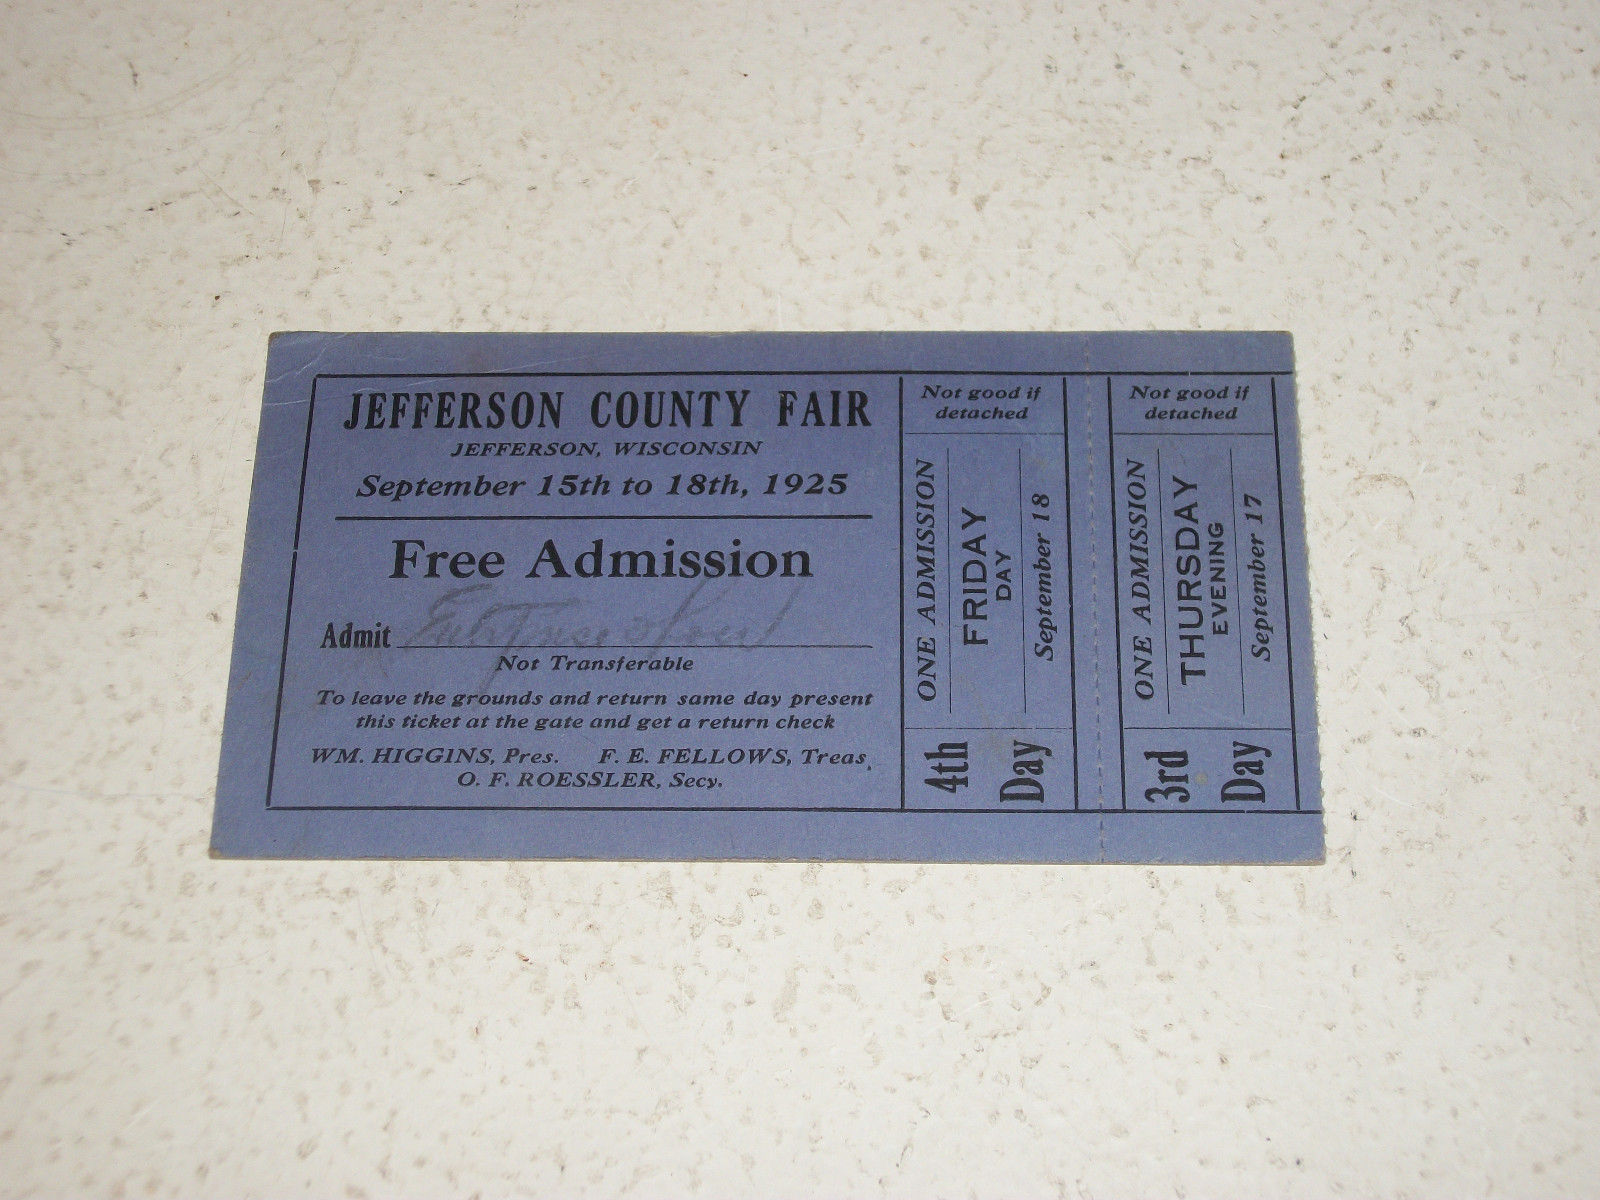 JEFFERSON COUNTY FAIR
JEFFERSON, WISCONSIN
September 15th to 18th, 1925
Free Admission
Admit
Not Transferable
To leave the grounds and return same day present
this ticket at the gate and get a return check
WM. HIGGINS, Pres. F. E. FELLOWS, Treas.
O. F. ROESSLER, Secy.
Not good if
detached
ONE ADMISSION
FRIDAY
DAY
September 18
4th
Day
Not good if
detached
ONE ADMISSION
THURSDAY
EVENING
September 17
3rd
Day